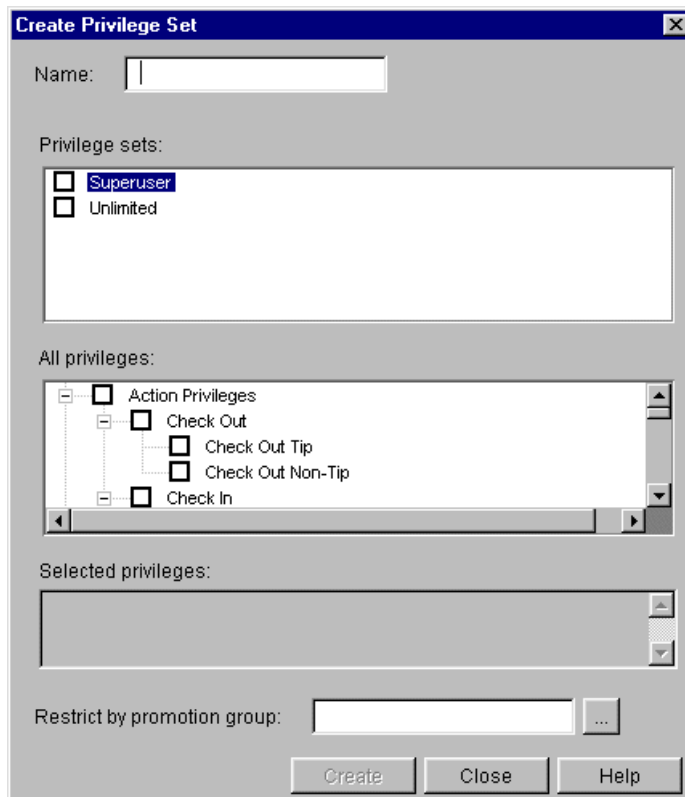 Create Privilege Set
Name:
Privilege sets:
Superuser
Unlimited
All privileges:
Action Privileges
Check Out
Check Out Tip
Check Out Non-Tip
Check In
Selected privileges:
Restrict by promotion group: ...
Create Close Help